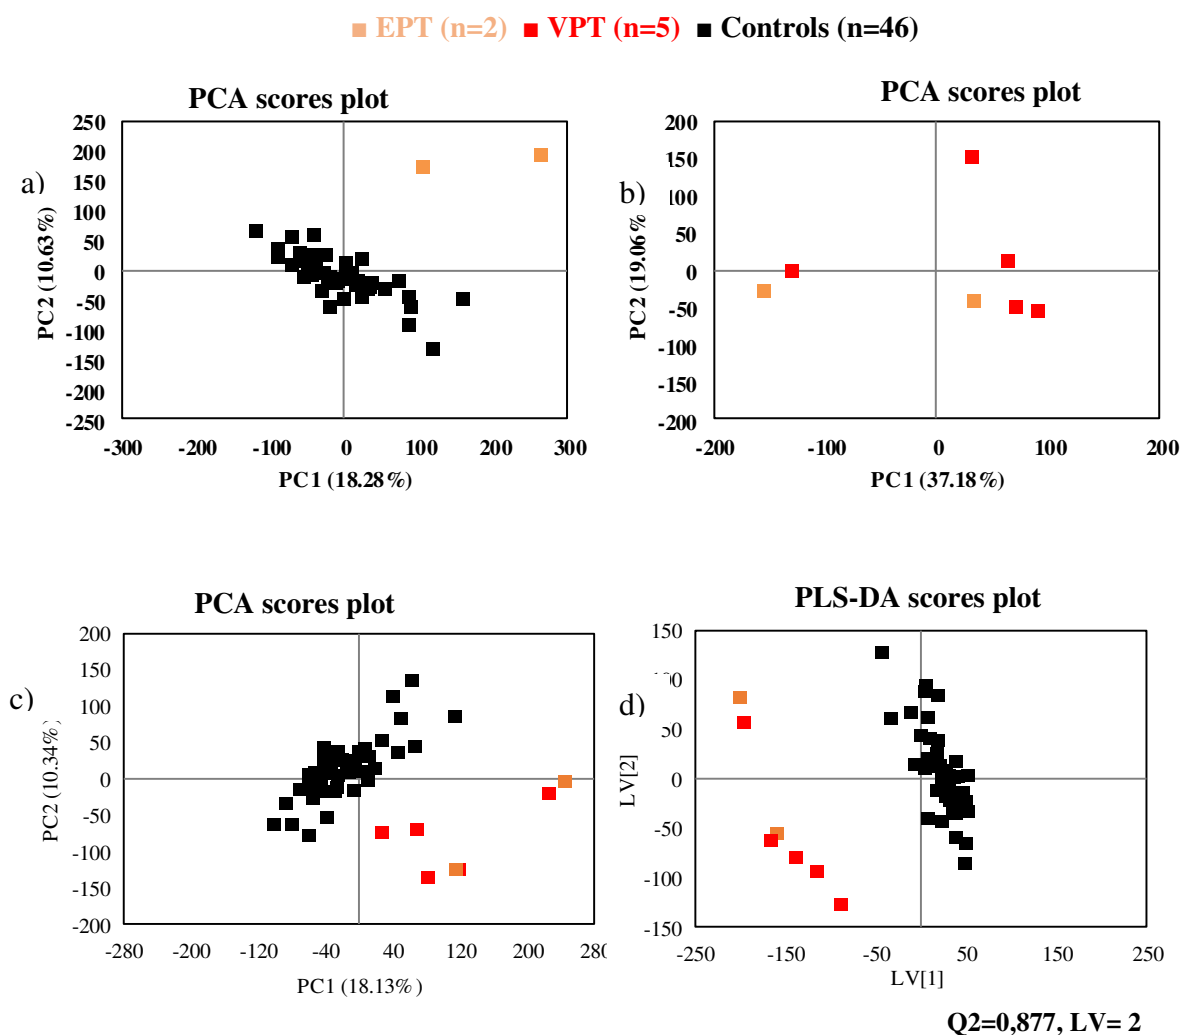 EPT (n=2) VPT (n=5) Controls (n=46)
PCA scores plot
PCA scores plot
a)
PC2 (10.63%)
250
200
150
100
50
0
-50
-100
-150
-200
-250
-300 -200 -100 0 100 200 300
PC1 (18.28%)
b)
PC2 (19.06%
200
150
100
50
0
-50
-100
-150
-200
-200 -100 0 100 200
PC1 (37.18%)
PCA scores plot
PLS-DA scores plot
c)
PC2 (10.34%)
200
150
100
50
0
-50
-100
-150
-200
-280 -200 -120 -40 40 120 200 280
PC1 (18.13%)
d)
LV[2]
150
50
0
-50
-100
-150
-250 -150 -50 50 150 250
LV[1]
Q2=0,877, LV= 2